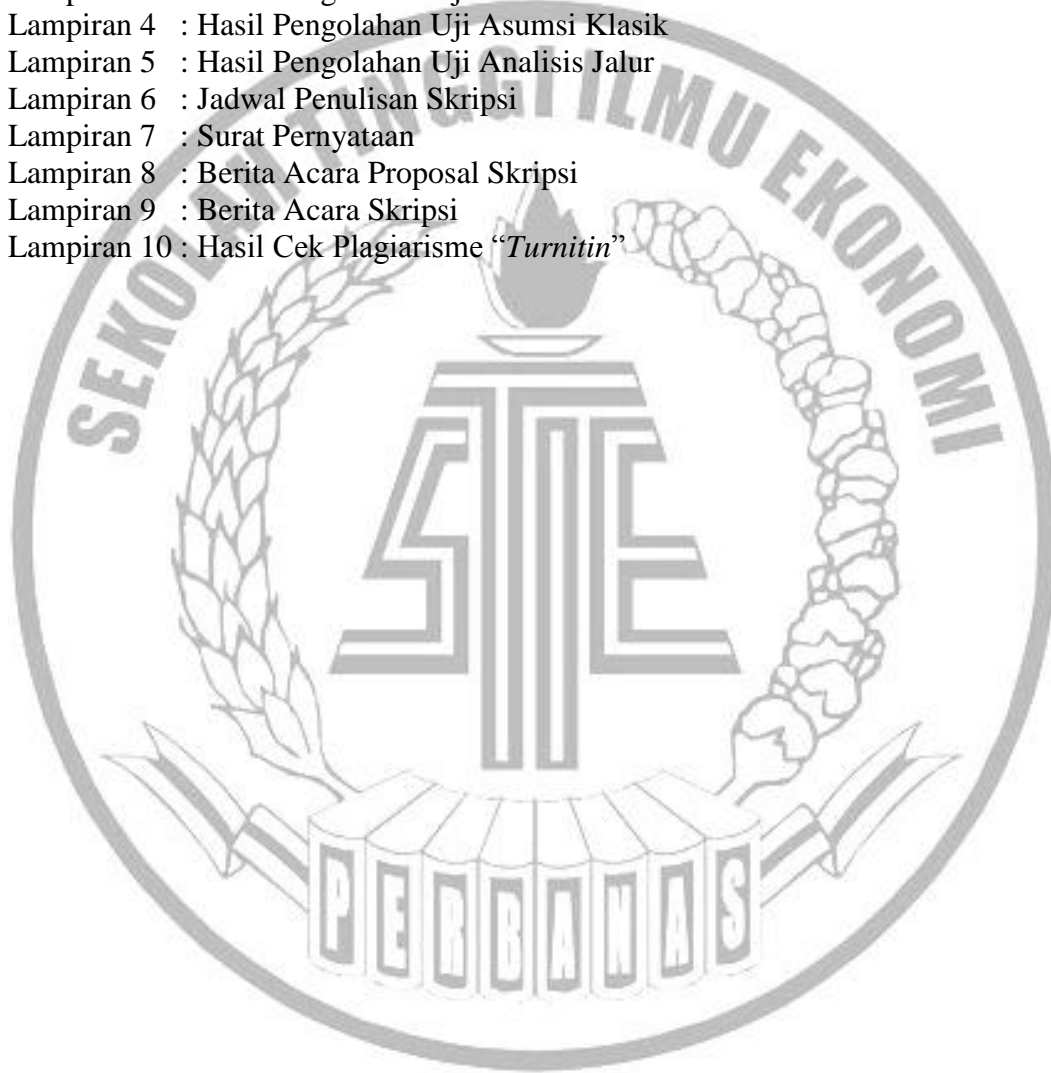 Lampiran 4 : Hasil Pengolahan Uji Asumsi Klasik
Lampiran 5 : Hasil Pengolahan Uji Analisis Jalur
Lampiran 6 : Jadwal Penulisan Skripsi
Lampiran 7 : Surat Pernyataan
Lampiran 8 : Berita Acara Proposal Skripsi
Lampiran 9 : Berita Acara Skripsi
Lampiran 10 : Hasil Cek Plagiarisme “Turnitin”
SEKOLAH TINGGI ILMU EKONOMI
STIE
PERBANAS